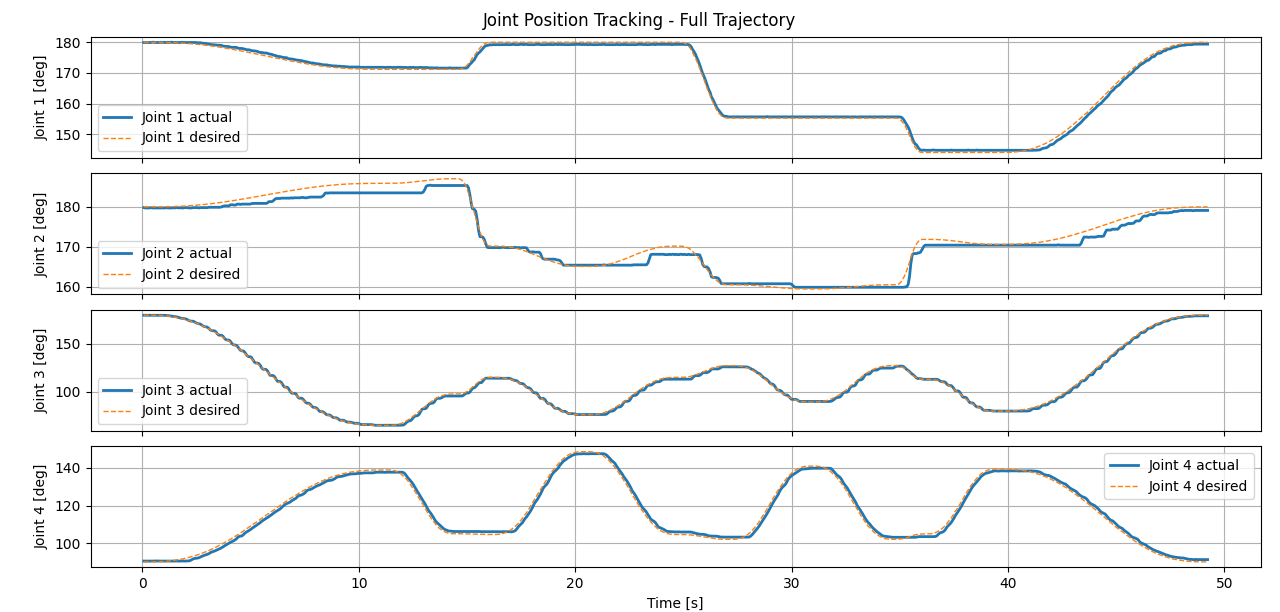 Joint Position Tracking - Full Trajectory
Joint 1 [deg]
180
170
160
150
Joint 1 actual
Joint 1 desired
Joint 2 [deg]
180
170
160
Joint 2 actual
Joint 2 desired
Joint 3 [deg]
150
100
Joint 3 actual
Joint 3 desired
Joint 4 [deg]
140
120
100
Joint 4 actual
Joint 4 desired
0 10 20 30 40 50
Time [s]